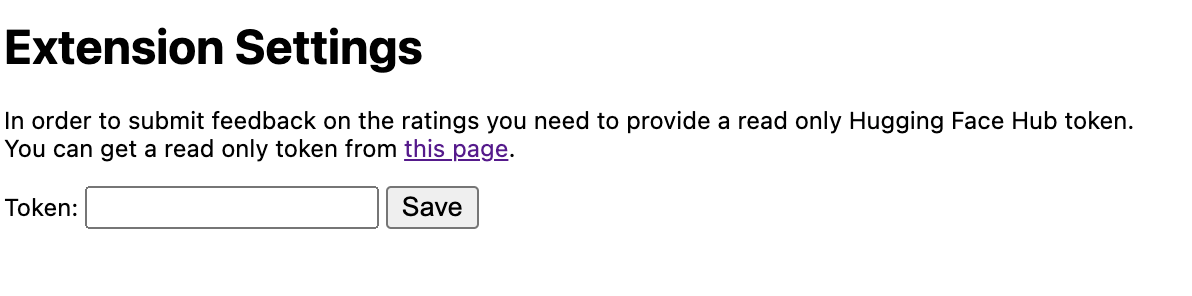 Extension Settings
In order to submit feedback on the ratings you need to provide a read only Hugging Face Hub token.
You can get a read only token from this page.
Token: Save